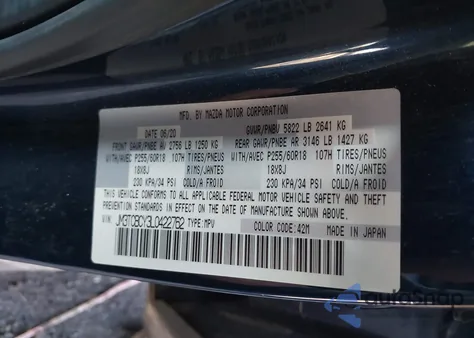 MFD. BY MAZDA MOTOR CORPORATION
DATE 06/20 GVWR/PNBV 5822 LB 2641 KG
FRONT GAWR/PNBE AV 2756 LB 1250 KG REAR GAWR/PNBE AR 3146 LB 1427 KG
WITH/AVEC P255/60R18 107H TIRES/PNEUS WITH/AVEC P255/60R18 107H TIRES/PNEUS
18X8J RIMS/JANTES 18X8J RIMS/JANTES
230 KPA/34 PSI COLD/A FROID 230 KPA/34 PSI COLD/A FROID
THIS VEHICLE CONFORMS TO ALL APPLICABLE FEDERAL MOTOR VEHICLE SAFETY AND THEFT PREVENTION
STANDARDS IN EFFECT ON THE DATE OF MANUFACTURE SHOWN ABOVE.
VIN: JM3TCBCY3L0422762 TYPE:MPV
COLOR:42M MADE IN JAPAN
autosnap